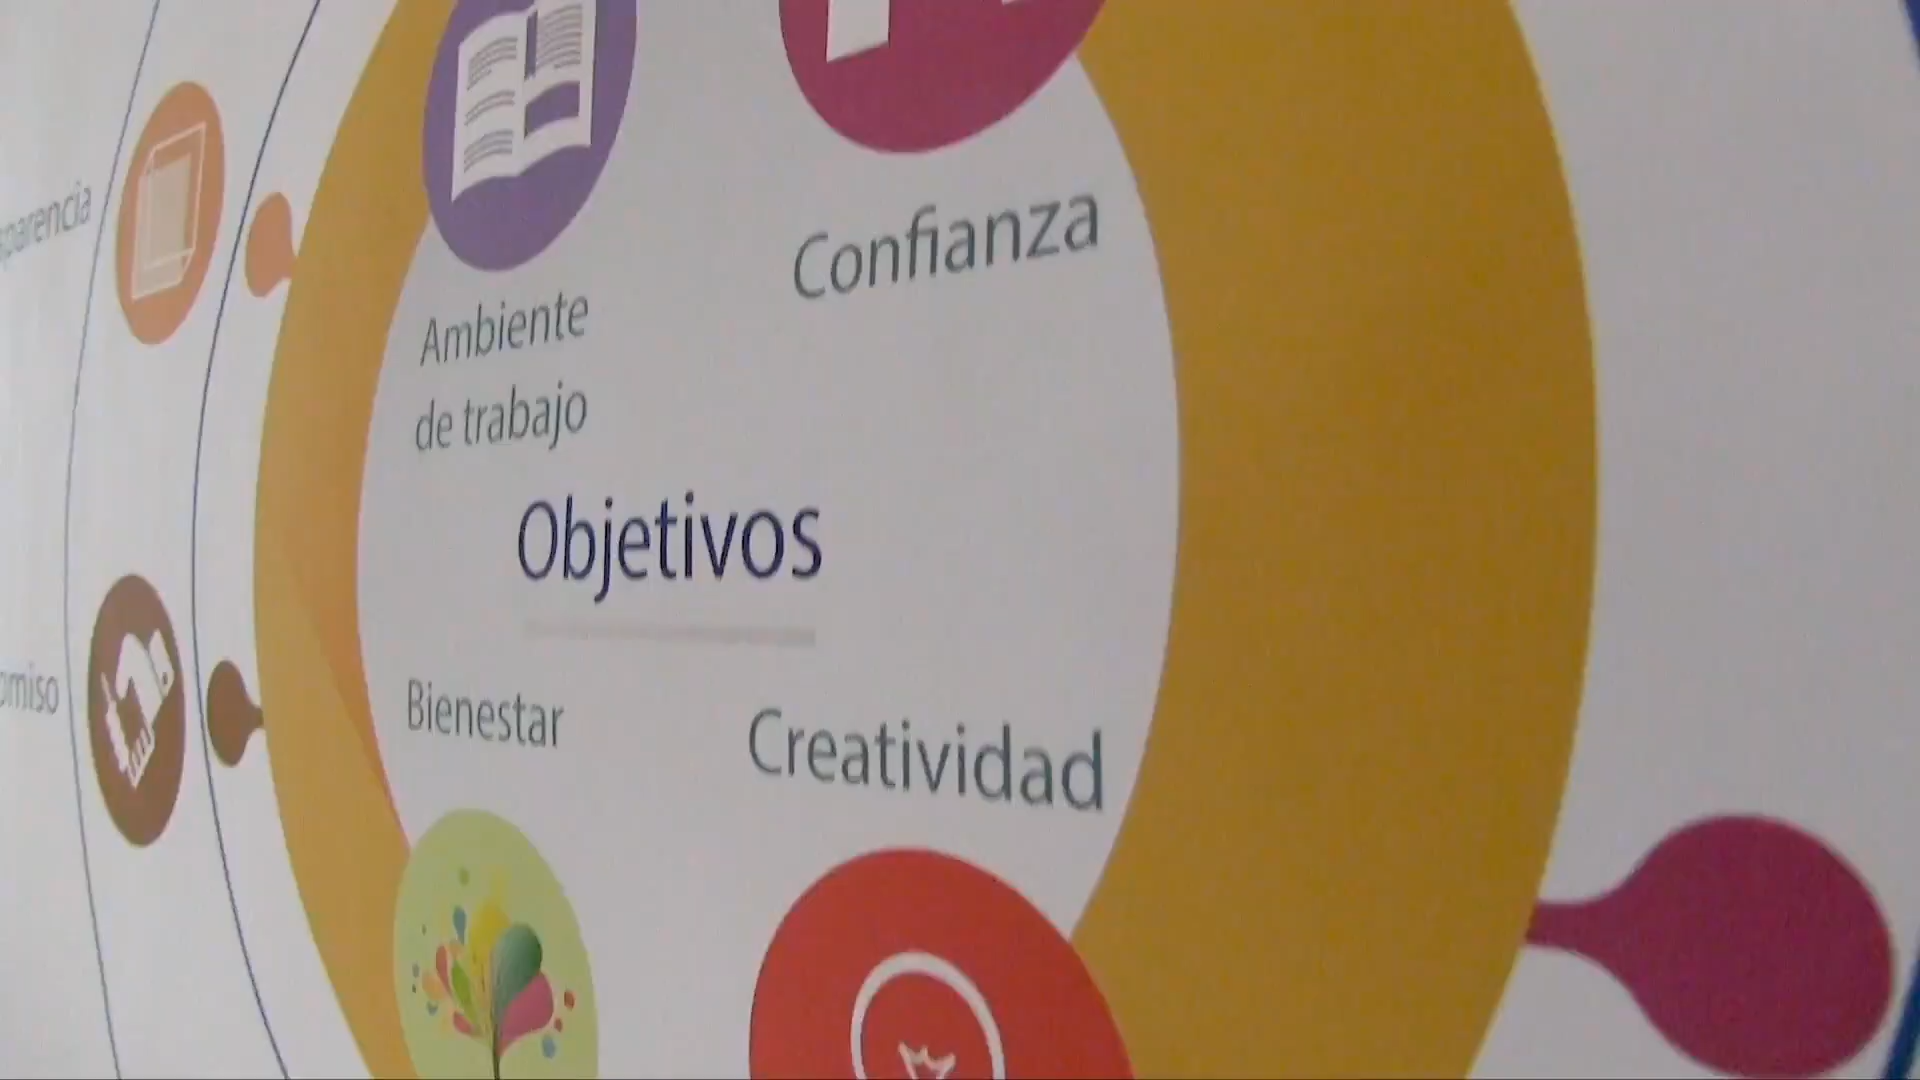 Confianza
Ambiente
de trabajo
Objetivos
Bienestar
Creatividad